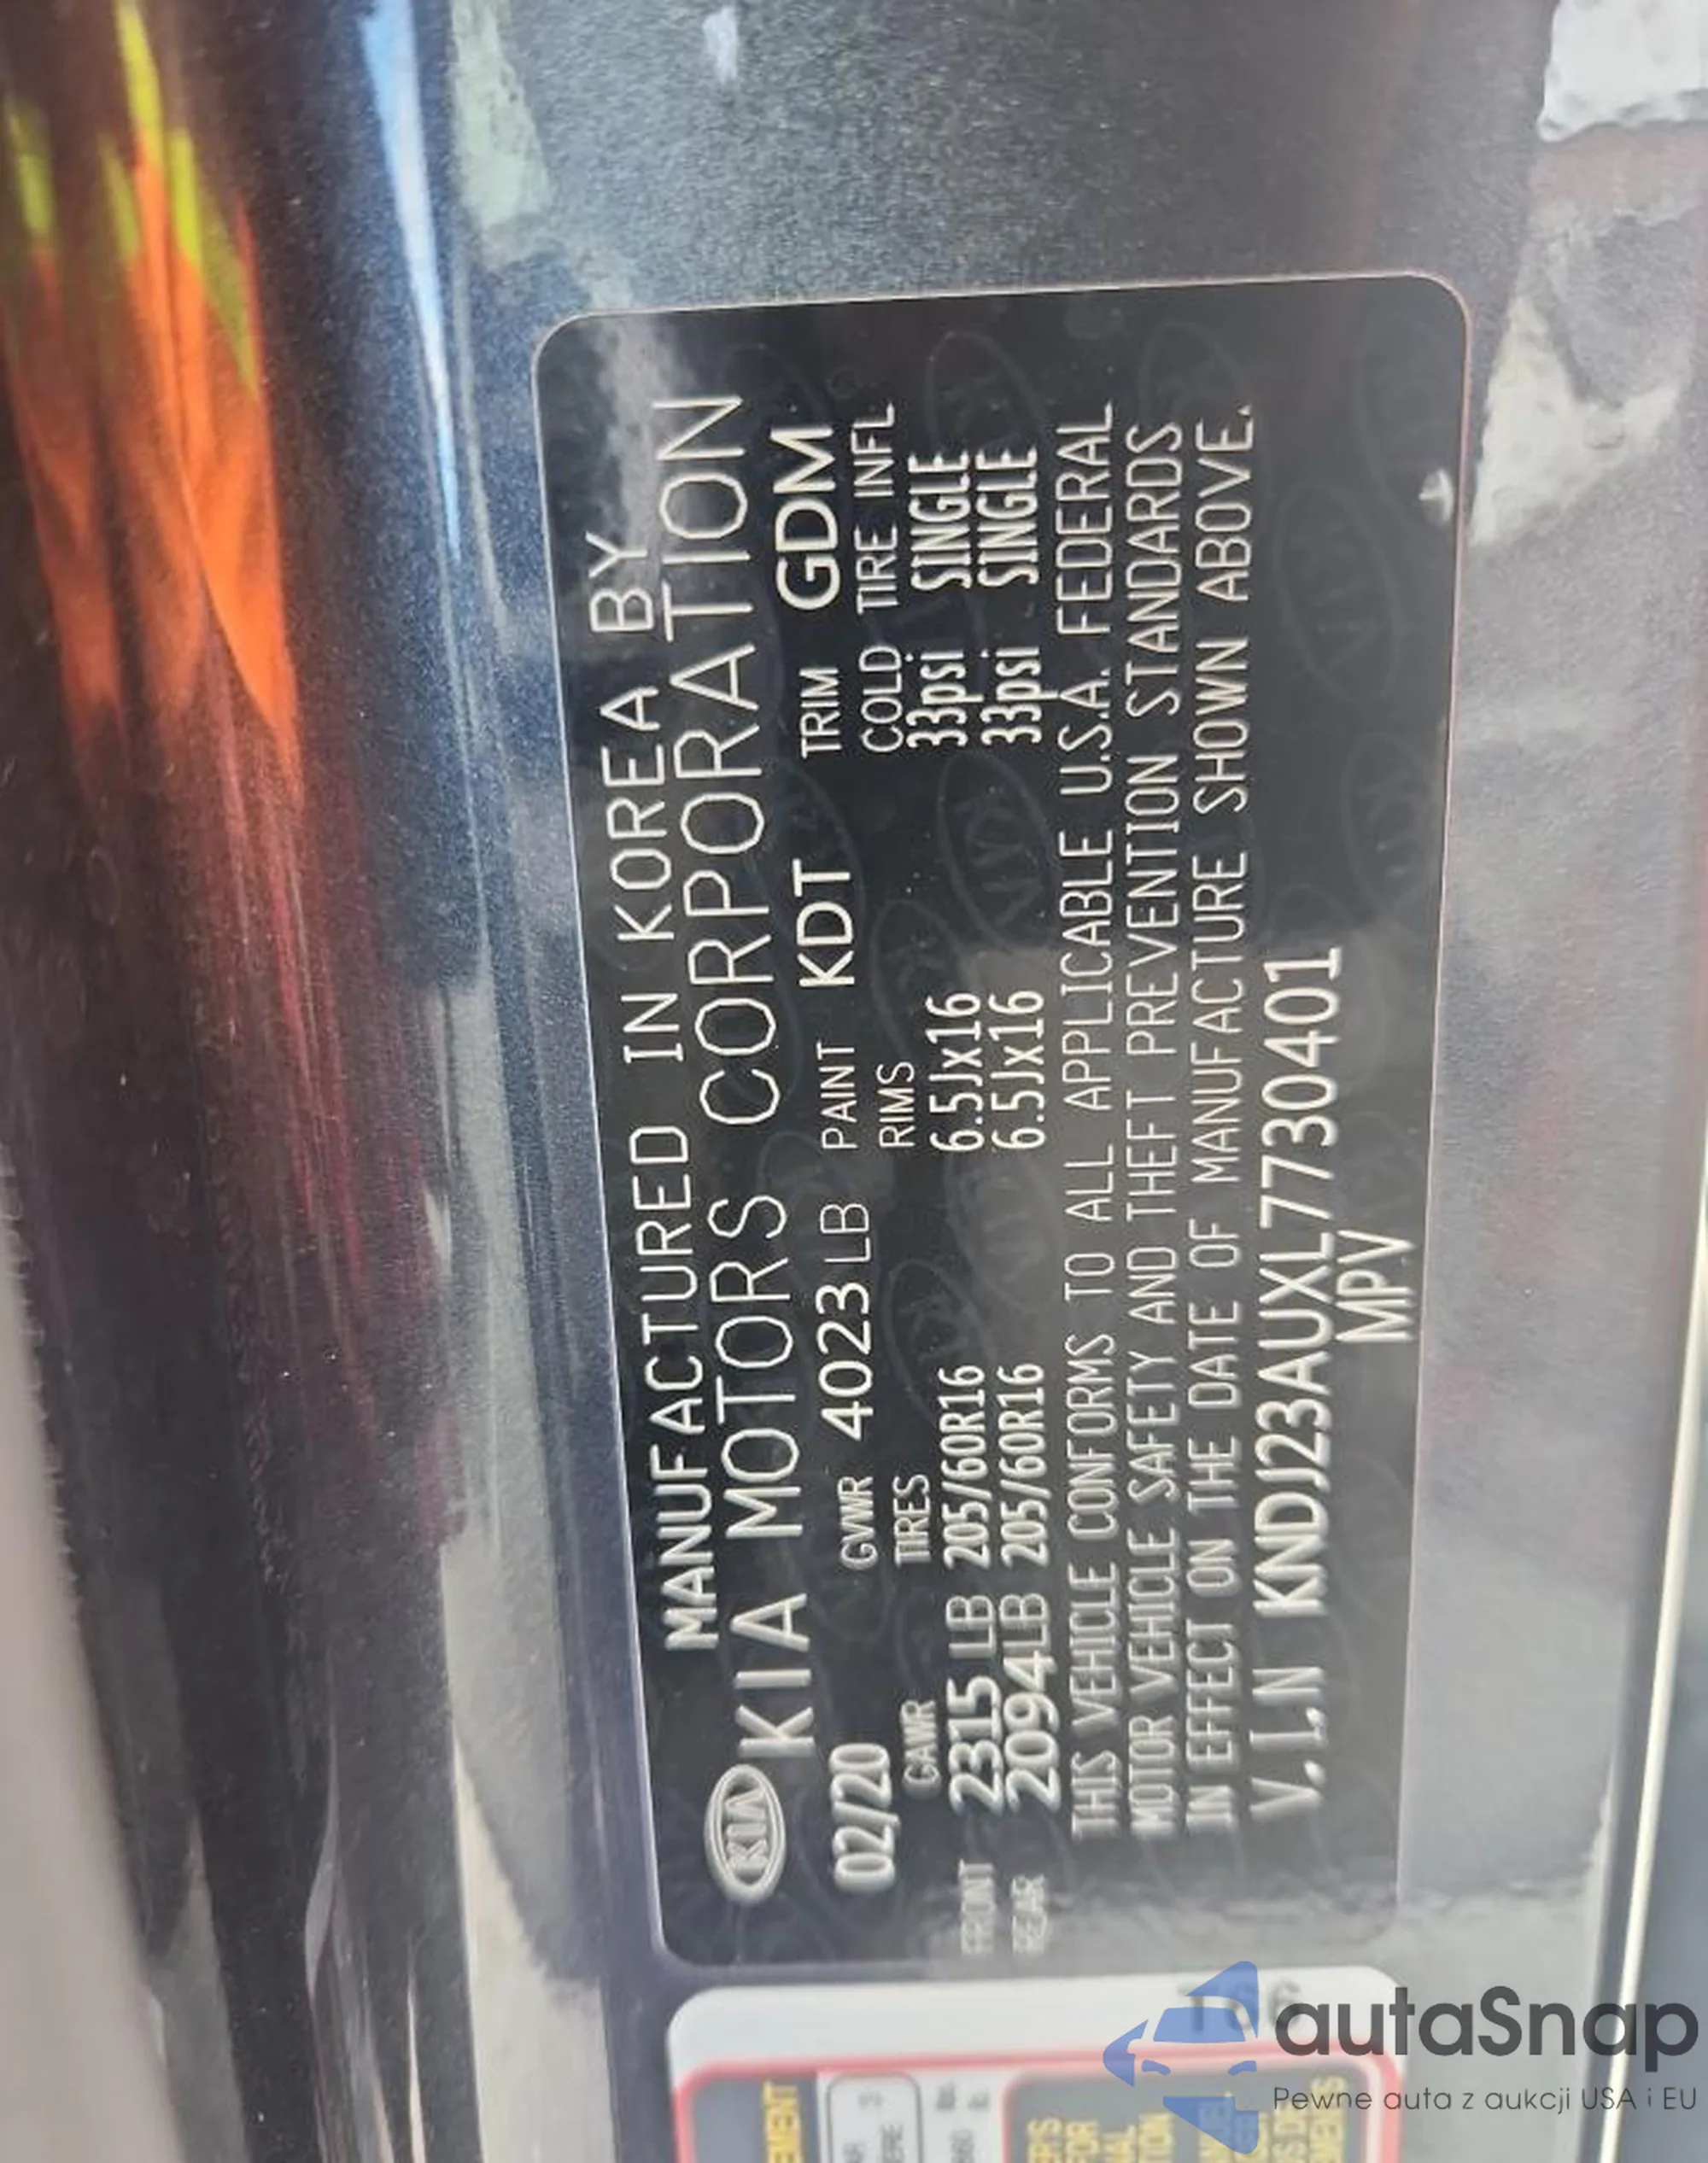 MANUFACTURED IN KOREA BY
KIA KIA MOTORS CORPORATION
02/20 GVWR 4023 LB PAINT KDT TRIM GDM
GAWR TIRES RIMS COLD TIRE INFL
FRONT 2315 LB 205/60R16 6.5Jx16 33psi SINGLE
REAR 2094LB 205/60R16 6.5Jx16 33psi SINGLE
THIS VEHICLE CONFORMS TO ALL APPLICABLE U.S.A. FEDERAL
MOTOR VEHICLE SAFETY AND THEFT PREVENTION STANDARDS
IN EFFECT ON THE DATE OF MANUFACTURE SHOWN ABOVE.
V.I.N KNDJ23AUXL7730401
MPV
autaSnap
Pewne auta z aukcji USA i EU